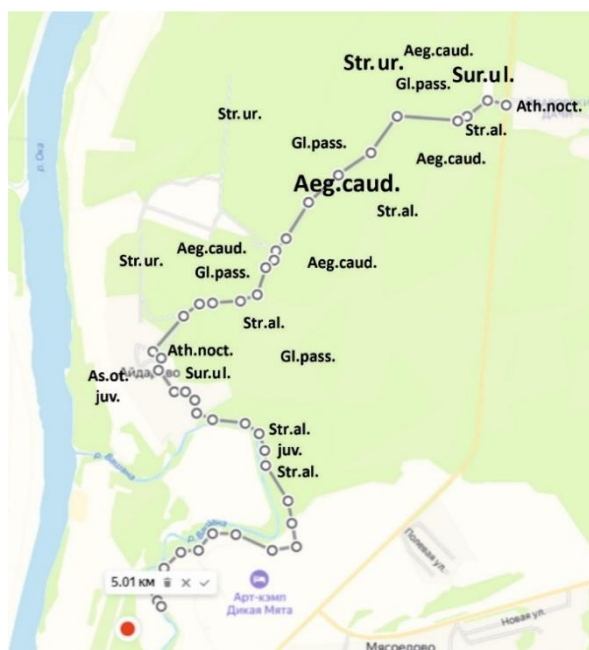 Aeg.caud.
Str.ur.
Gl.pass.
Sur.ul.
Str.ur.
Ath.noct.
Str.al.
Gl.pass.
Aeg.caud.
Aeg.caud.
Str.al.
Aeg.caud.
Str.ur.
Gl.pass.
Aeg.caud.
Str.al.
Ath.noct.
Gl.pass.
As.ot.
Sur.ul.
juv.
Str.al.
juv.
Str.al.
р. Ока
р. Вашана
р. Вашана
Полевая ул.
5.01 км
Арт-кэмп
Дикая Мята
Новая ул.
Мясоедово